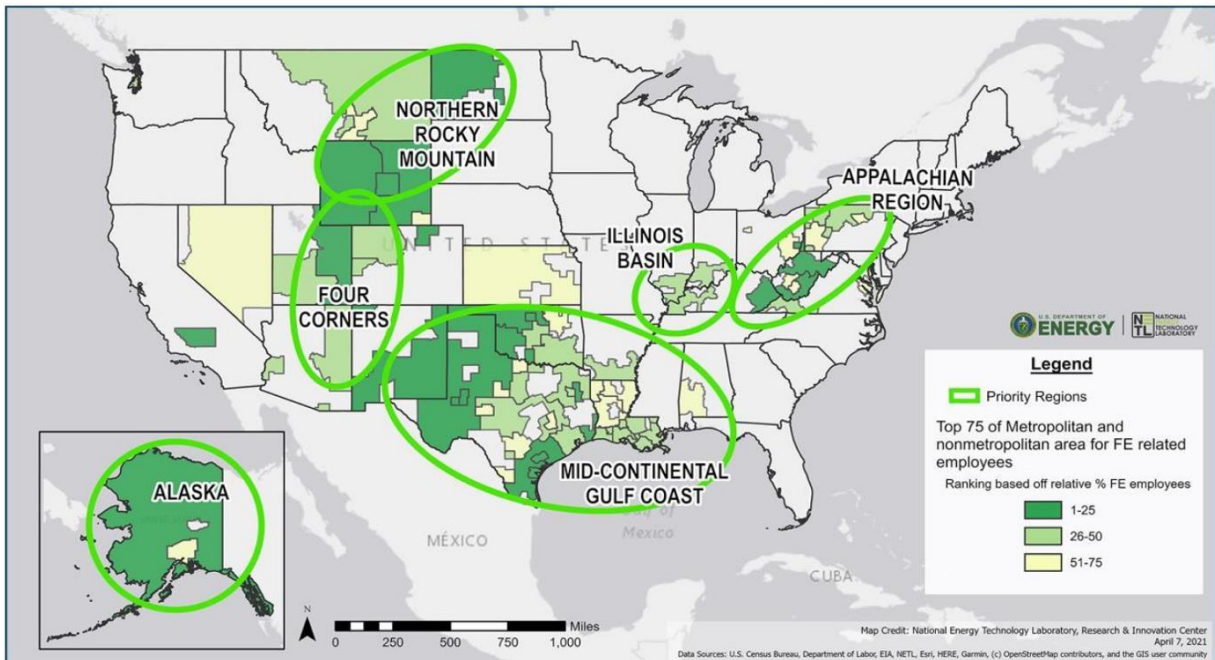 NORTHERN
ROCKY
MOUNTAIN
APPALACHIAN
REGION
UNITED STATES
ILLINOIS
BASIN
FOUR
CORNERS
U.S. DEPARTMENT OF
ENERGY
NATIONAL
ENERGY
TECHNOLOGY
LABORATORY
NE
TL
Legend
Priority Regions
Top 75 of Metropolitan and
nonmetropolitan area for FE related
employees
Ranking based off relative % FE employees
1-25
26-50
51-75
MID-CONTINENTAL
GULF COAST
Gulf of
Mexico
ALASKA
MÉXICO
CUBA
N
Miles
0 250 500 750 1,000
Map Credit: National Energy Technology Laboratory, Research & Innovation Center
April 7, 2021
Data Sources: U.S. Census Bureau, Department of Labor, EIA, NETL, Esri, HERE, Garmin, (c) OpenStreetMap contributors, and the GIS user community